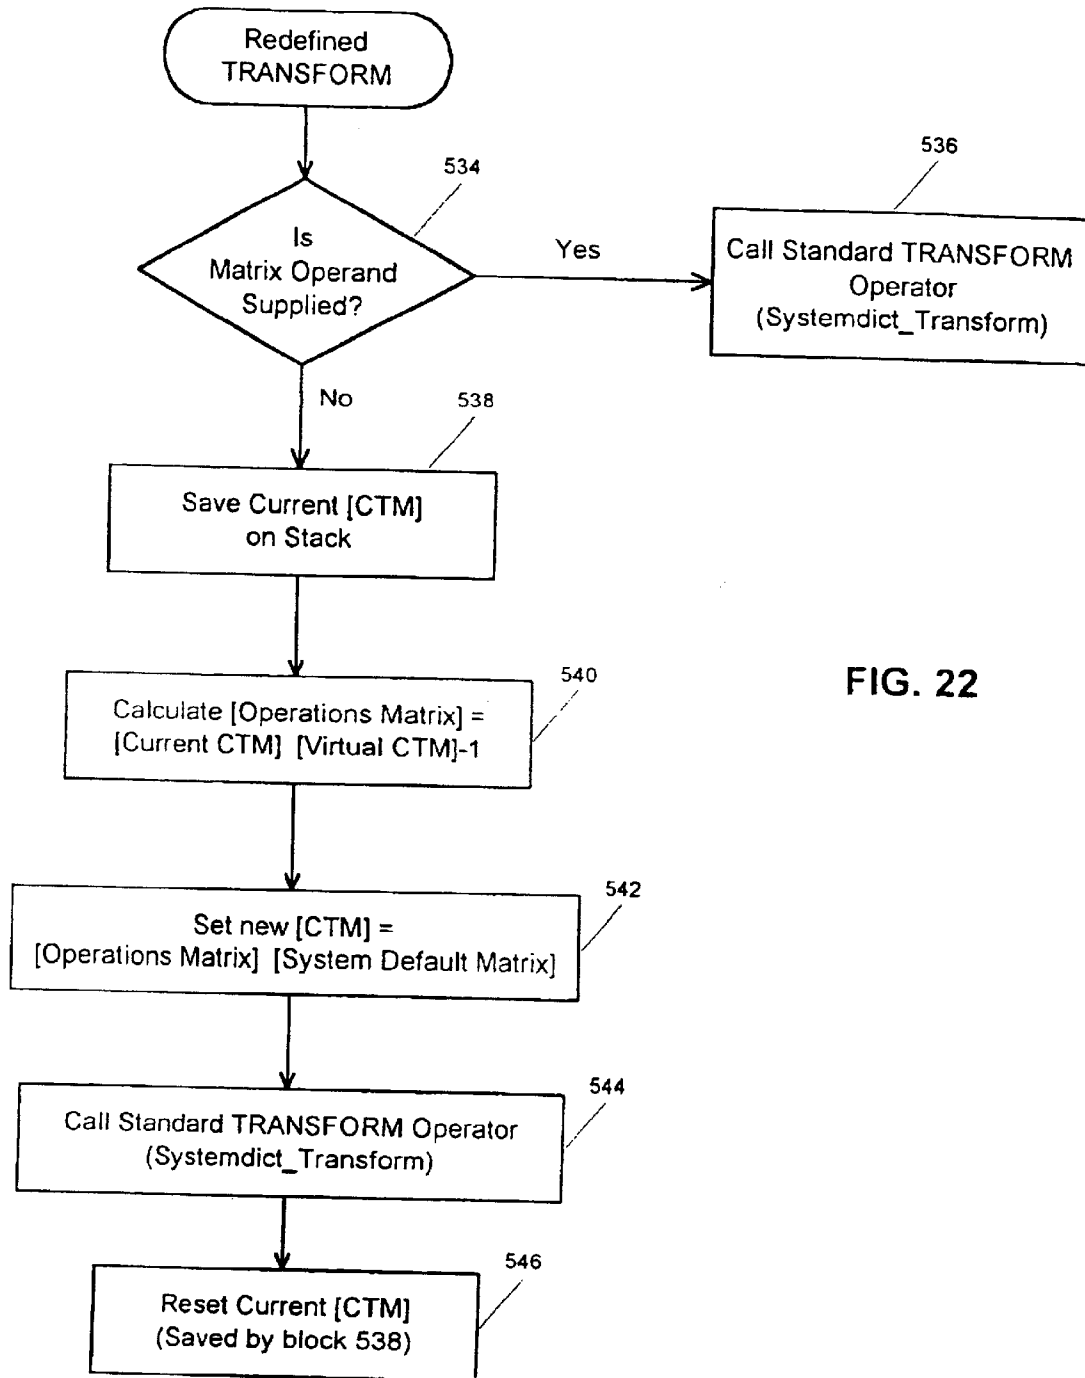 Redefined
TRANSFORM
534
Is
Matrix Operand
Supplied?
Yes
536
Call Standard TRANSFORM
Operator
(Systemdict_Transform)
No
538
Save Current [CTM]
on Stack
540
Calculate [Operations Matrix] =
[Current CTM] [Virtual CTM]-1
FIG. 22
542
Set new [CTM] =
[Operations Matrix] [System Default Matrix]
544
Call Standard TRANSFORM Operator
(Systemdict_Transform)
546
Reset Current [CTM]
(Saved by block 538)